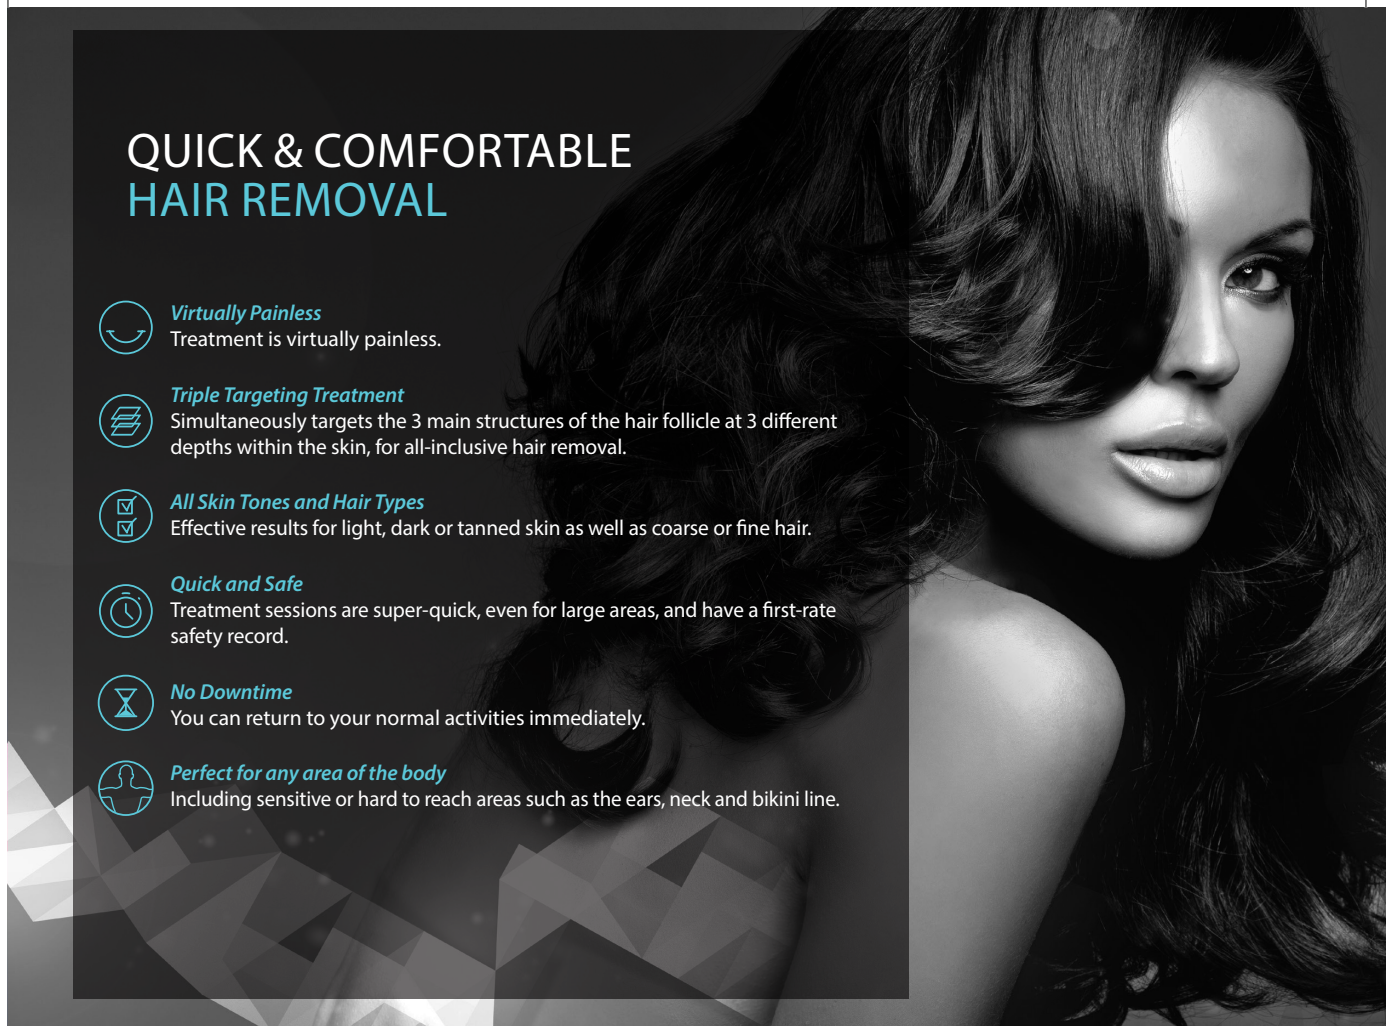 QUICK & COMFORTABLE
HAIR REMOVAL
Virtually Painless
Treatment is virtually painless.
Triple Targeting Treatment
Simultaneously targets the 3 main structures of the hair follicle at 3 different
depths within the skin, for all-inclusive hair removal.
All Skin Tones and Hair Types
Effective results for light, dark or tanned skin as well as coarse or fine hair.
Quick and Safe
Treatment sessions are super-quick, even for large areas, and have a first-rate
safety record.
No Downtime
You can return to your normal activities immediately.
Perfect for any area of the body
Including sensitive or hard to reach areas such as the ears, neck and bikini line.